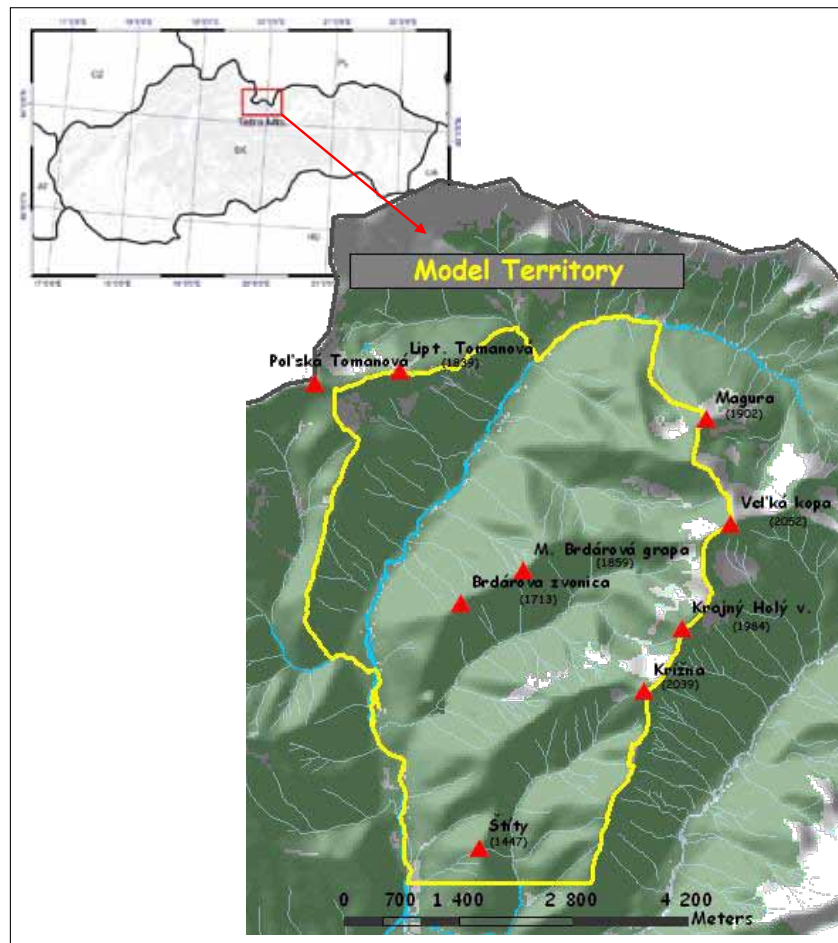 CZ
PL
Tatra Mts.
SK
UA
AT
HU
Model Territory
Lipt. Tomanová
(1839)
Poľská Tomanová
Magura
(1902)
Veľká kopa
(2052)
M. Brdárová grapa
(1859)
Brdárova zvonica
(1713)
Krajný Holý v.
(1984)
Krížna
(2039)
Štíty
(1447)
0 700 1 400 2 800 4 200
Meters